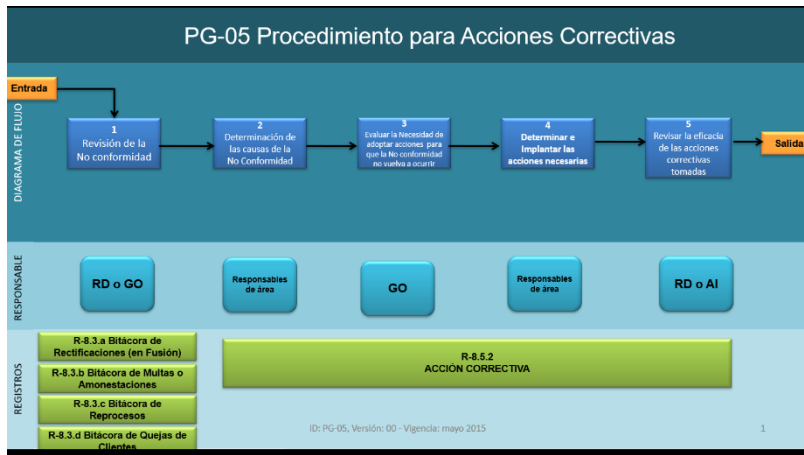 PG-05 Procedimiento para Acciones Correctivas
DIAGRAMA DE FLUJO
Entrada
1
Revisión de la
No conformidad
2
Determinación de
las causas de la
No Conformidad
3
Evaluar la Necesidad de
adoptar acciones para
que la No conformidad
no vuelva a ocurrir
4
Determinar e
Implantar las
acciones necesarias
5
Revisar la eficacia
de las acciones
correctivas
tomadas
Salida
RESPONSABLE
RD o GO
Responsables
de área
GO
Responsables
de área
RD o AI
REGISTROS
R-8.3.a Bitácora de
Rectificaciones (en Fusión)
R-8.3.b Bitácora de Multas o
Amonestaciones
R-8.3.c Bitácora de
Reprocesos
R-8.3.d Bitácora de Quejas de
Clientes
R-8.5.2
ACCIÓN CORRECTIVA
ID: PG-05, Versión: 00 - Vigencia: mayo 2015
1